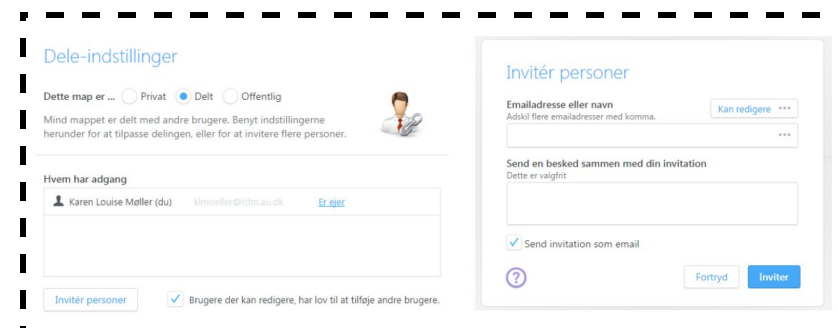 Dele-indstillinger
Dette map er ... Privat Delt Offentlig
Mind mappet er delt med andre brugere. Benyt indstillingerne
herunder for at tilpasse delingen, eller for at invitere flere personer.
Hvem har adgang
Karen Louise Møller (du) klmoeller@tdm.au.dk Er ejer
Invitér personer Brugere der kan redigere, har lov til at tilføje andre brugere.
Invitér personer
Emailadresse eller navn
Adskil flere emailadresser med komma.
Kan redigere
Send en besked sammen med din invitation
Dette er valgfrit
Send invitation som email
? Fortryd Inviter